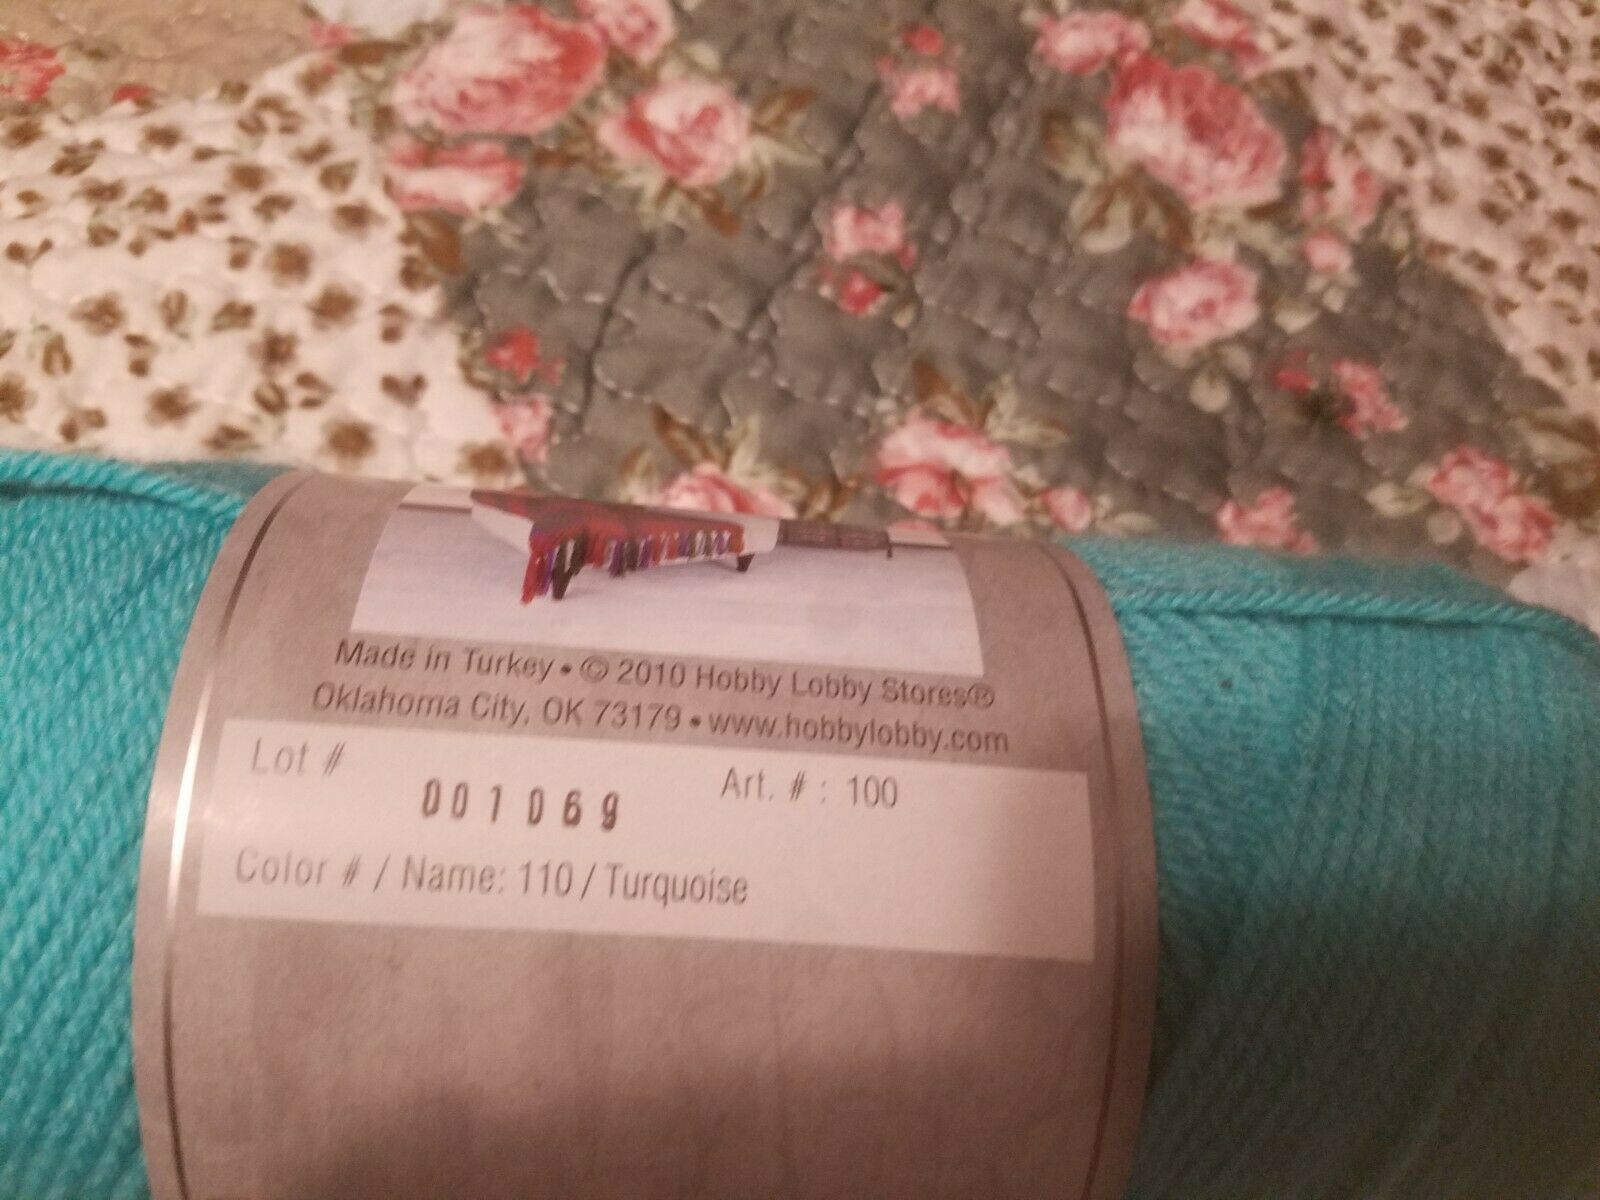 Made in Turkey • © 2010 Hobby Lobby Stores®
Oklahoma City, OK 73179 • www.hobbylobby.com
Lot #
001069
Art. # : 100
Color # / Name: 110 / Turquoise